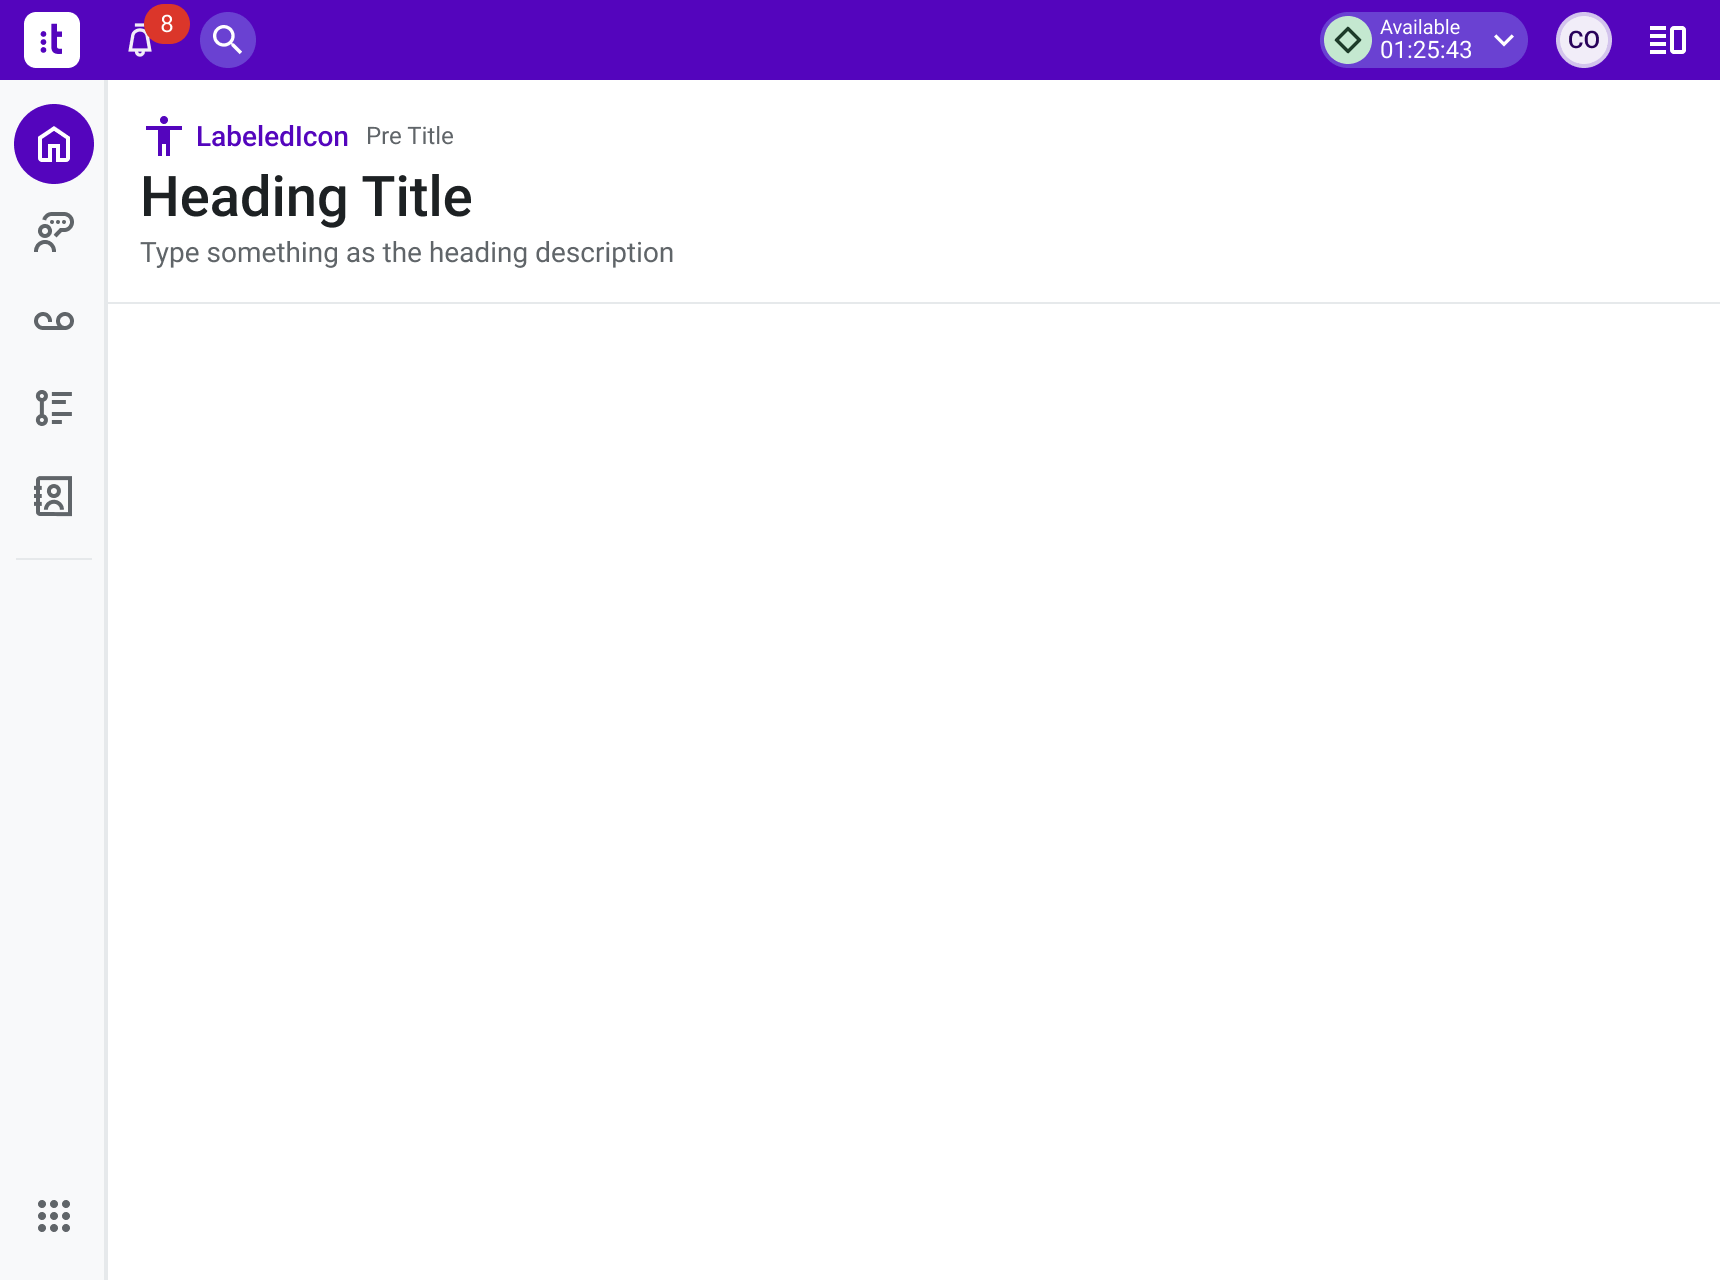 :t
8
Available
01:25:43
CO
LabeledIcon Pre Title
Heading Title
Type something as the heading description